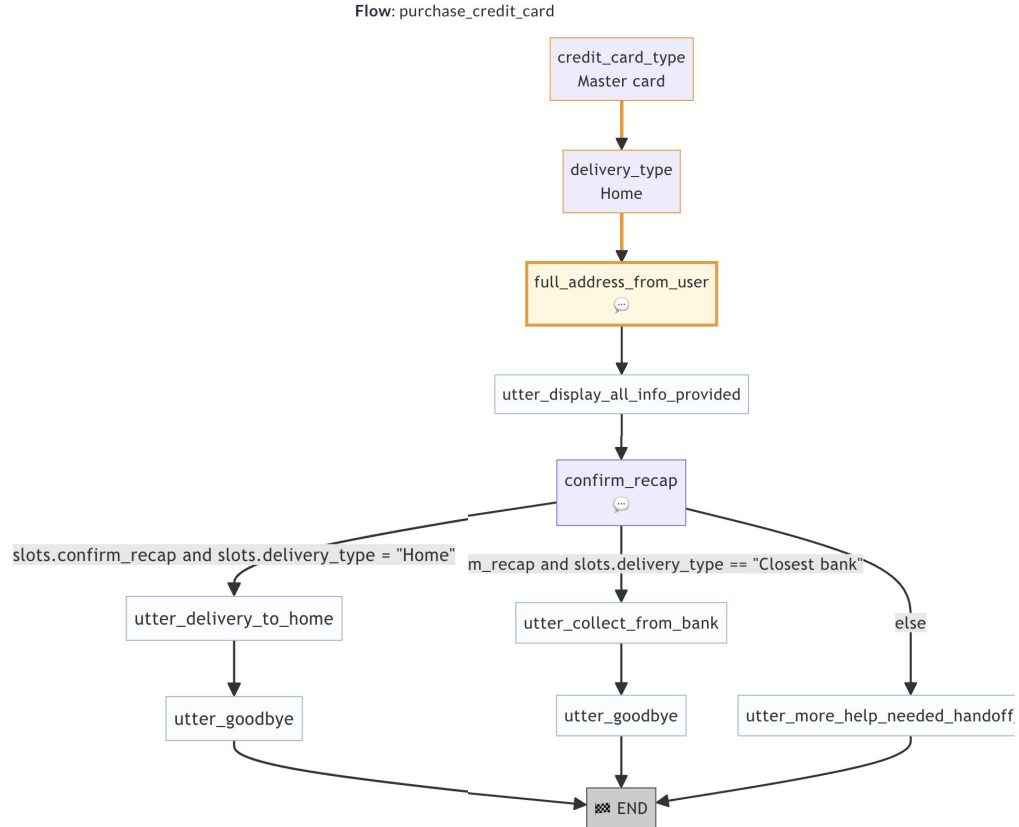 Flow: purchase_credit_card
credit_card_type
Master card
delivery_type
Home
full_address_from_user
utter_display_all_info_provided
confirm_recap
slots.confirm_recap and slots.delivery_type = "Home"
m_recap and slots.delivery_type == "Closest bank"
else
utter_delivery_to_home
utter_collect_from_bank
utter_goodbye
utter_goodbye
utter_more_help_needed_handoff_
END